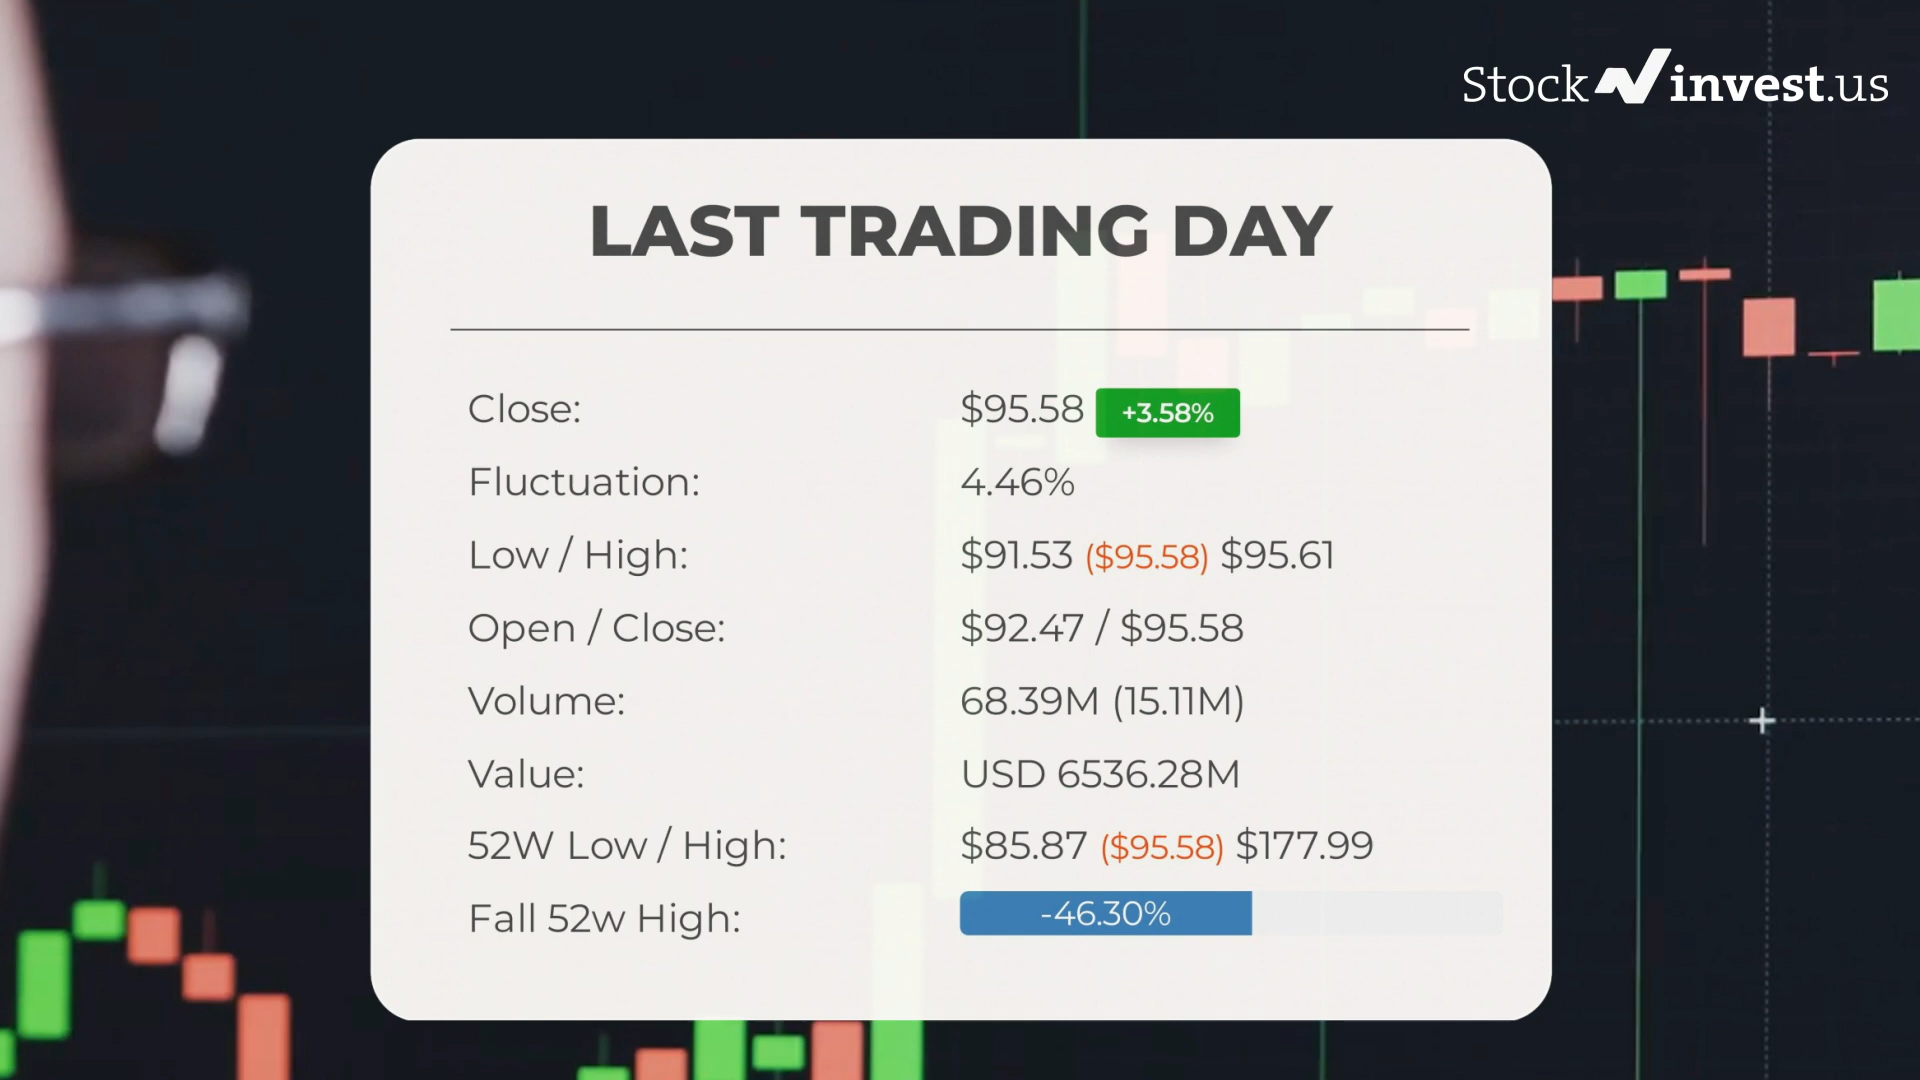 Stock invest.us
LAST TRADING DAY
Close: $95.58 +3.58%
Fluctuation: 4.46%
Low / High: $91.53 ($95.58) $95.61
Open / Close: $92.47 / $95.58
Volume: 68.39M (15.11M)
Value: USD 6536.28M
52W Low / High: $85.87 ($95.58) $177.99
Fall 52w High: -46.30%